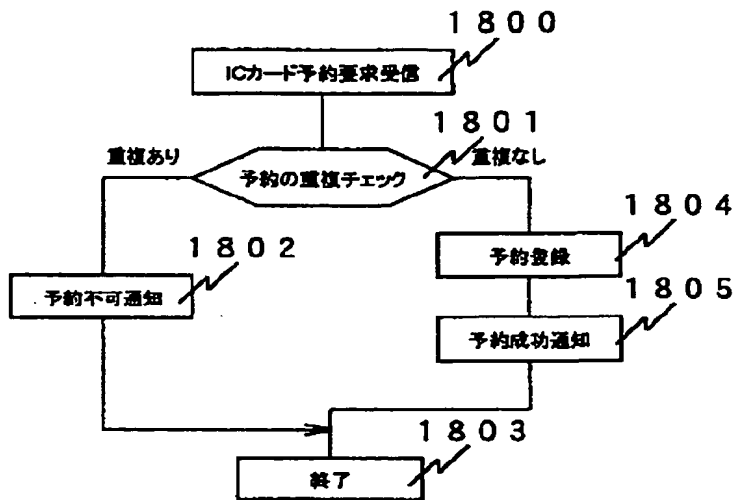 1800
ICカード予約要求受信
1801
重複あり
重複なし
予約の重複チェック
1804
1802
予約登録
予約不可通知
1805
予約成功通知
1803
終了